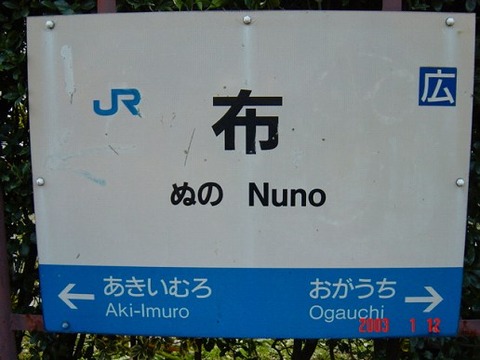 JR
広
布
ぬの Nuno
← あきいむろ おがうち →
Aki-Imuro Ogauchi
2003 1 12